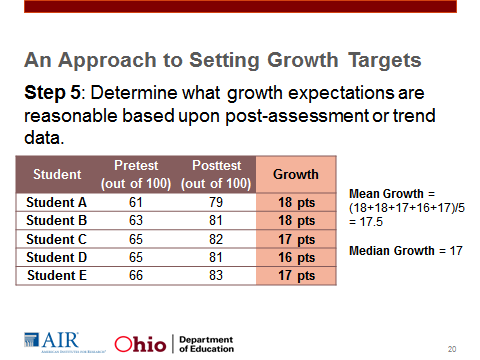 An Approach to Setting Growth Targets
Step 5: Determine what growth expectations are
reasonable based upon post-assessment or trend
data.
Student Pretest (out of 100) Posttest (out of 100) Growth
Student A 61 79 18 pts
Student B 63 81 18 pts
Student C 65 82 17 pts
Student D 65 81 16 pts
Student E 66 83 17 pts
Mean Growth =
(18+18+17+16+17)/5
= 17.5
Median Growth = 17
AIR
AMERICAN INSTITUTES FOR RESEARCH
Ohio Department
of Education
20